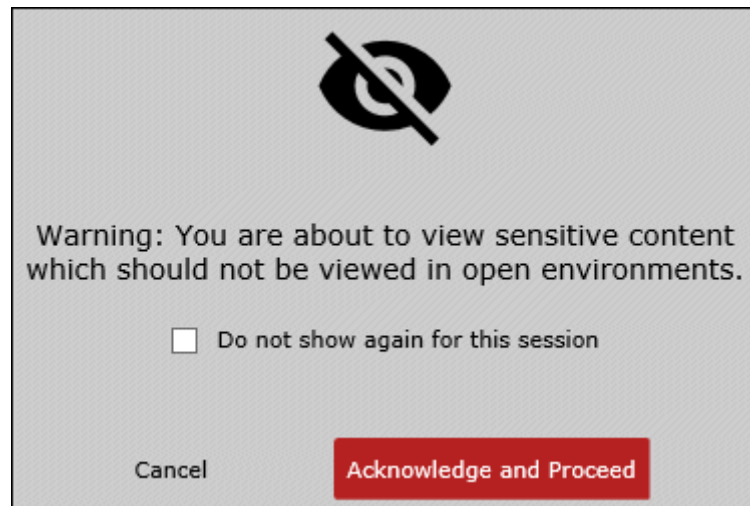 Warning: You are about to view sensitive content
which should not be viewed in open environments.
Do not show again for this session
Cancel
Acknowledge and Proceed